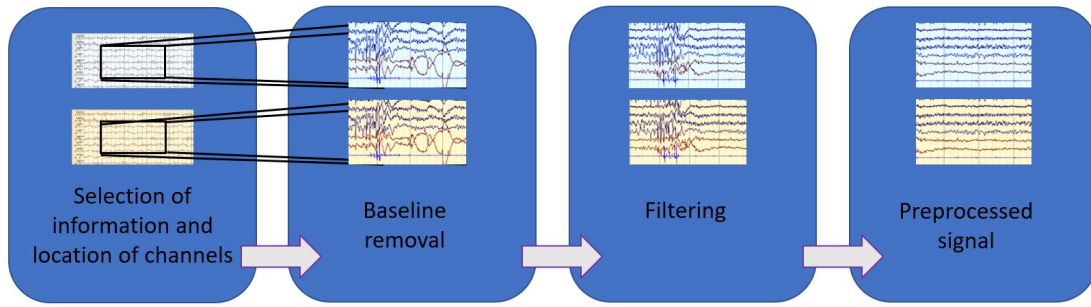 Selection of
information and
location of channels
Baseline
removal
Filtering
Preprocessed
signal